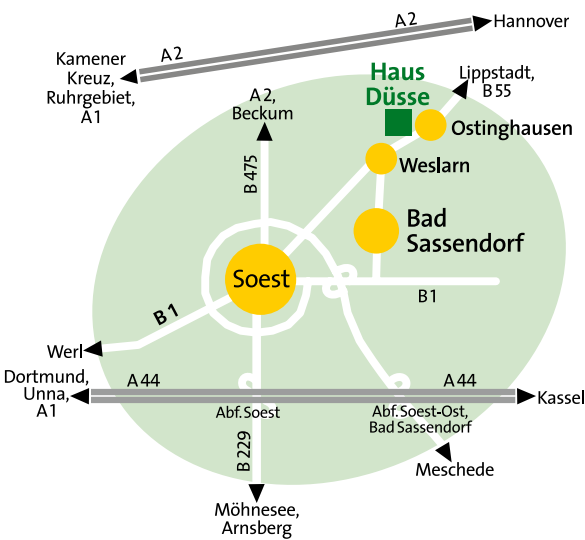 A 2
Hannover
A 2
Kamener
Kreuz,
Ruhrgebiet,
A 1
Haus
Düsse
Lippstadt,
B 55
A 2,
Beckum
Ostinghausen
B 475
Weslarn
Bad
Sassendorf
Soest
B 1
B 1
Werl
Dortmund,
Unna,
A 1
A 44
A 44
Kassel
Abf. Soest
Abf. Soest-Ost,
Bad Sassendorf
B 229
Meschede
Möhnesee,
Arnsberg